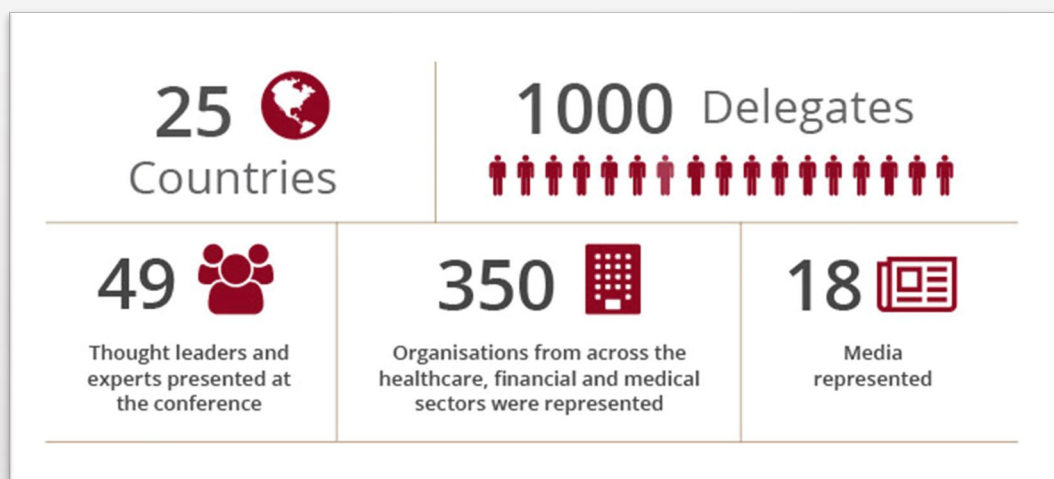 25
Countries
1000 Delegates
49
Thought leaders and
experts presented at
the conference
350
Organisations from across the
healthcare, financial and medical
sectors were represented
18
Media
represented